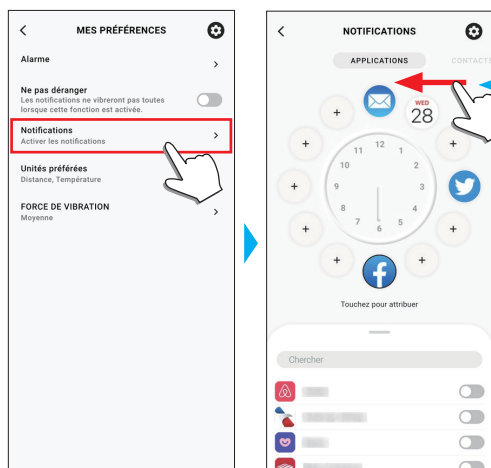 MES PRÉFÉRENCES
Alarme
Ne pas déranger
Les notifications ne vibreront pas toutes
lorsque cette fonction est activée.
Notifications
Activer les notifications
Unités préférées
Distance, Température
FORCE DE VIBRATION
Moyenne
NOTIFICATIONS
APPLICATIONS
CONTACTS
WED
28
12
1
2
3
4
5
6
7
8
9
10
11
Touchez pour attribuer
Chercher